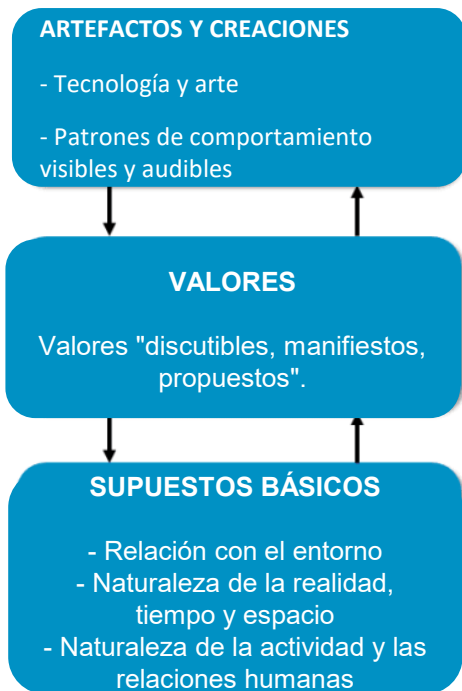 ARTEFACTOS Y CREACIONES
- Tecnología y arte
- Patrones de comportamiento
visibles y audibles
VALORES
Valores "discutibles, manifiestos,
propuestos".
SUPUESTOS BÁSICOS
- Relación con el entorno
- Naturaleza de la realidad,
tiempo y espacio
- Naturaleza de la actividad y las
relaciones humanas